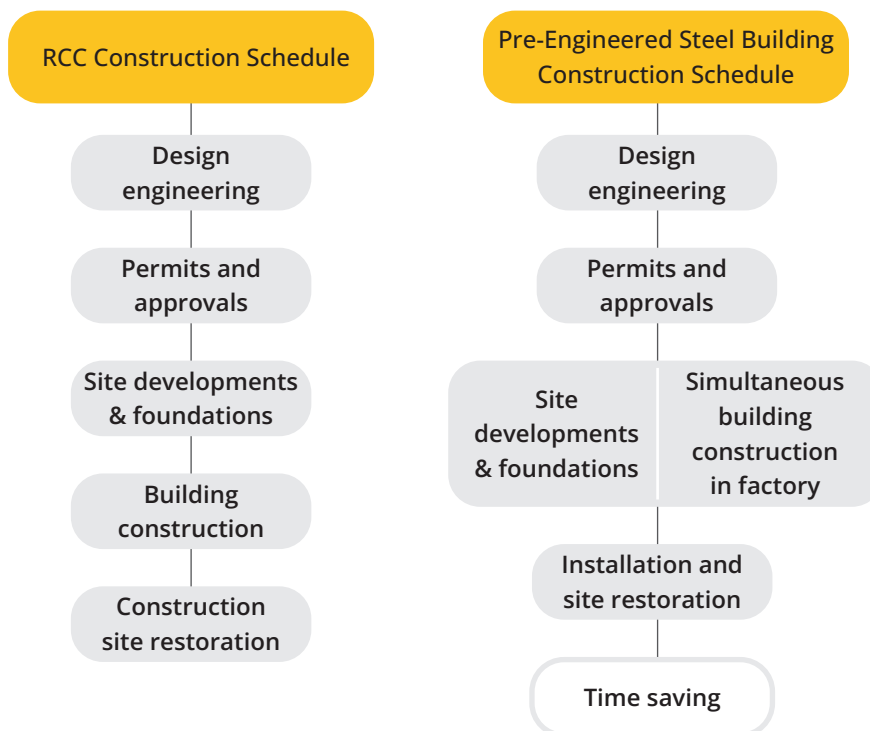 RCC Construction Schedule
Design
engineering
Permits and
approvals
Site developments
& foundations
Building
construction
Construction
site restoration
Pre-Engineered Steel Building
Construction Schedule
Design
engineering
Permits and
approvals
Site
developments
& foundations
Simultaneous
building
construction
in factory
Installation and
site restoration
Time saving